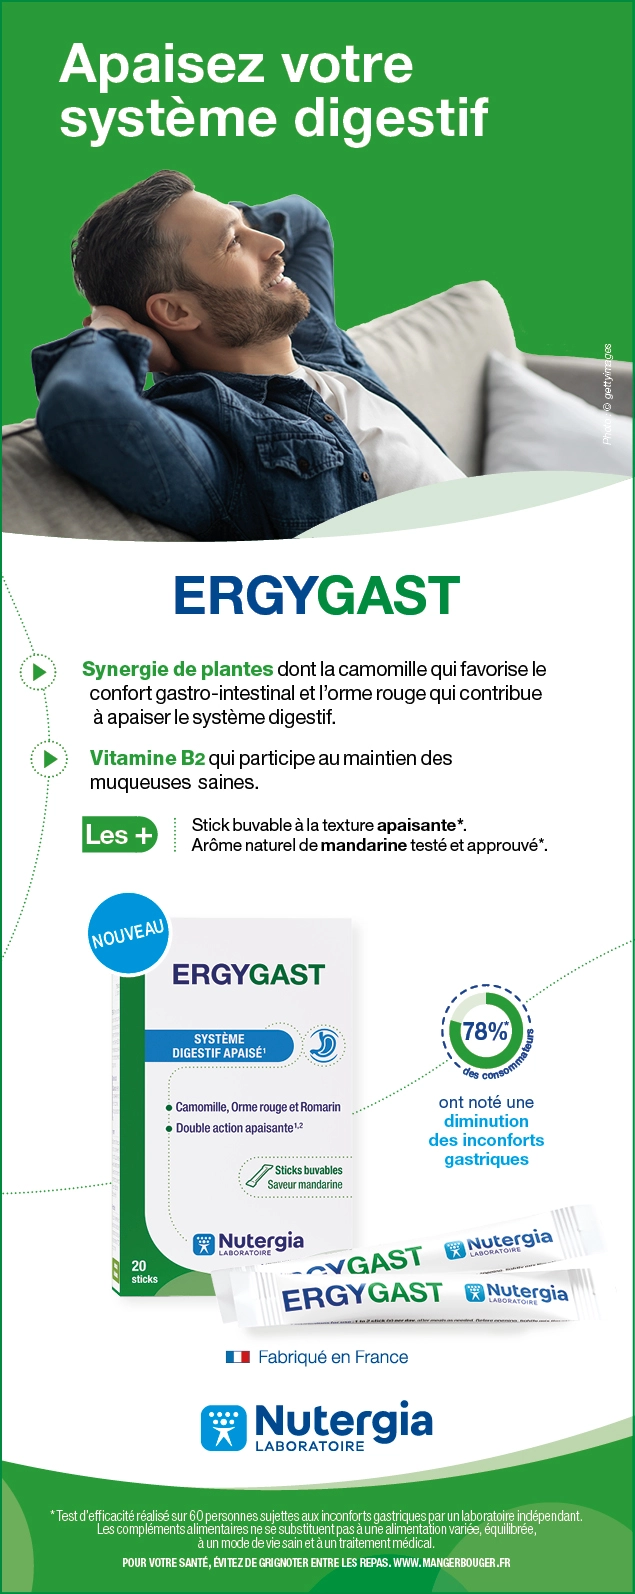 Apaisez votre
système digestif
Photo © gettyimages
ERGYGAST
Synergie de plantes dont la camomille qui favorise le
confort gastro-intestinal et l’orme rouge qui contribue
à apaiser le système digestif.
Vitamine B2 qui participe au maintien des
muqueuses saines.
Les +
Stick buvable à la texture apaisante*.
Arôme naturel de mandarine testé et approuvé*.
NOUVEAU
ERGYGAST
SYSTÈME
DIGESTIF APAISÉ¹
• Camomille, Orme rouge et Romarin
• Double action apaisante¹,²
Sticks buvables
Saveur mandarine
Nutergia
LABORATOIRE
20
sticks
78%*
des consommateurs
ont noté une
diminution
des inconforts
gastriques
GYGAST
Nutergia
LABORATOIRE
ERGYGAST
Nutergia
LABORATOIRE
Fabriqué en France
Nutergia
LABORATOIRE
*Test d’efficacité réalisé sur 60 personnes sujettes aux inconforts gastriques par un laboratoire indépendant.
Les compléments alimentaires ne se substituent pas à une alimentation variée, équilibrée,
à un mode de vie sain et à un traitement médical.
POUR VOTRE SANTÉ, ÉVITEZ DE GRIGNOTER ENTRE LES REPAS. WWW.MANGERBOUGER.FR